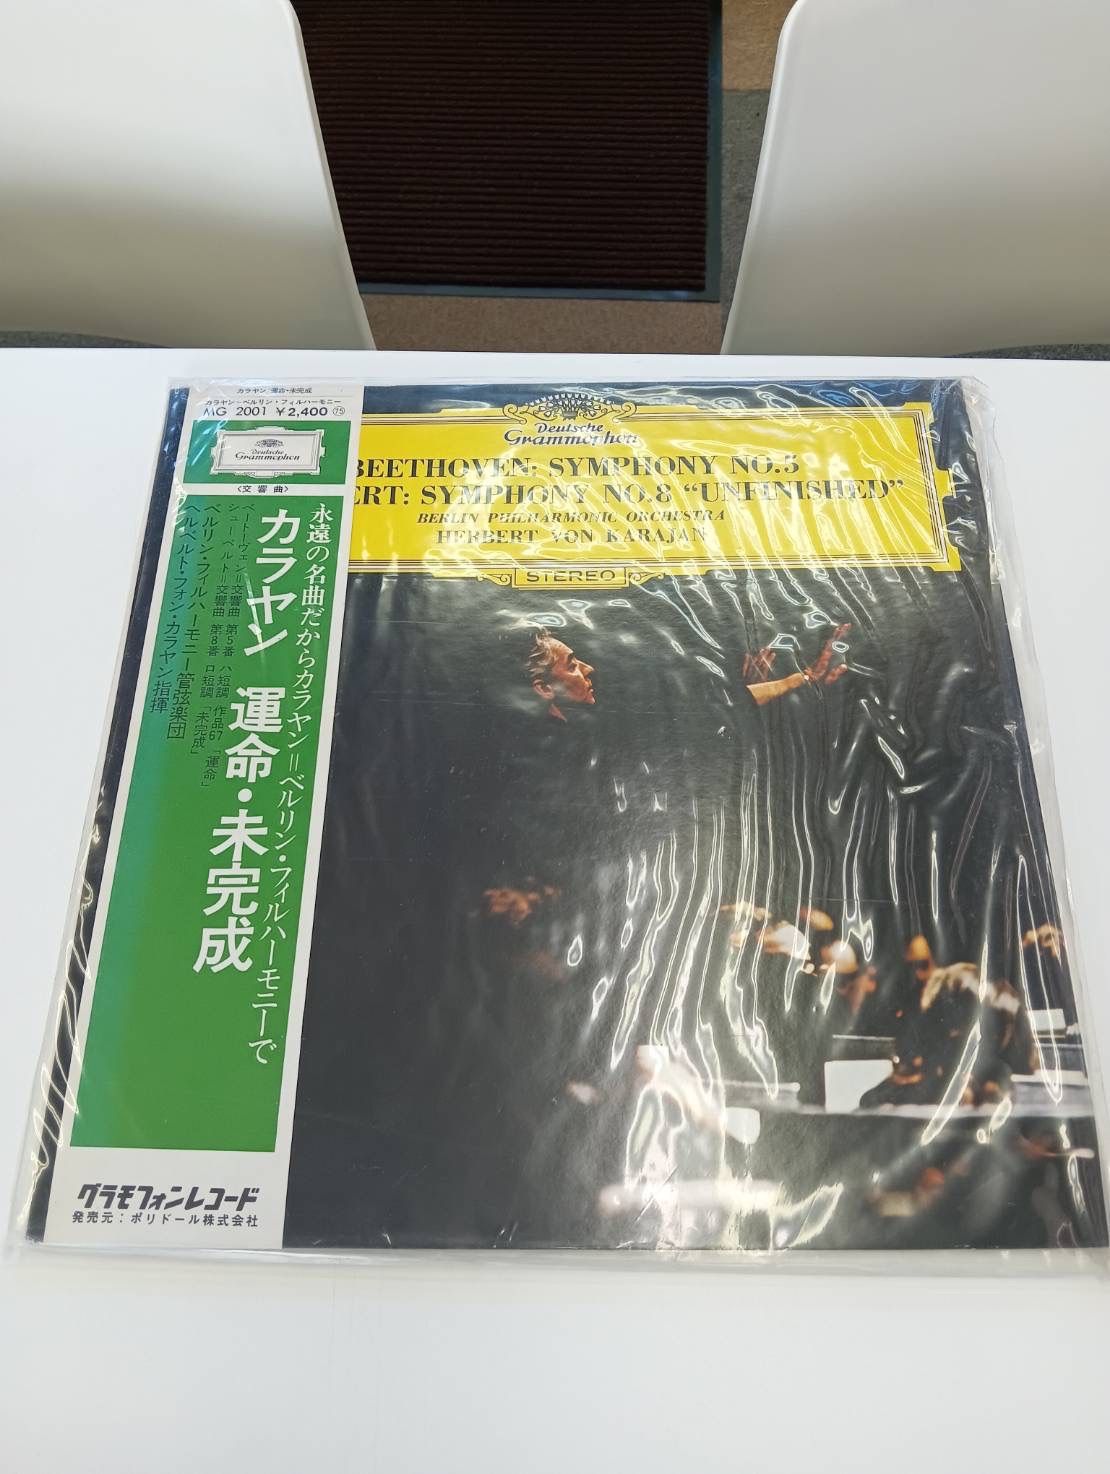 カラヤン/運命・未完成
カラヤン=ベルリン・フィルハーモニー
MG 2001 ¥2,400 75
Deutsche
Grammophon
〈交響曲〉
永遠の名曲だからカラヤン=ベルリン・フィルハーモニーで
カラヤン 運命・未完成
ベートーヴェン=交響曲 第5番 ハ短調 作品67「運命」
シューベルト=交響曲 第8番 ロ短調「未完成」
ベルリン・フィルハーモニー管弦楽団
ヘルベルト・フォン・カラヤン指揮
グラモフォンレコード
発売元：ポリドール株式会社
Deutsche
Grammophon
BEETHOVEN: SYMPHONY NO.5
ERT: SYMPHONY NO.8 “UNFINISHED”
BERLIN PHILHARMONIC ORCHESTRA
HERBERT VON KARAJAN
STEREO